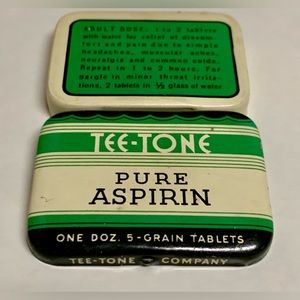 ADULT DOSE: 1 to 2 tablets
with water for relief of discom-
fort and pain due to simple
headaches, muscular aches,
neuralgia and common colds.
Repeat in 1 to 2 hours. For
gargle in minor throat irrita-
tions, 2 tablets in ½ glass of water
TEE-TONE
PURE
ASPIRIN
ONE DOZ. 5-GRAIN TABLETS
TEE-TONE COMPANY